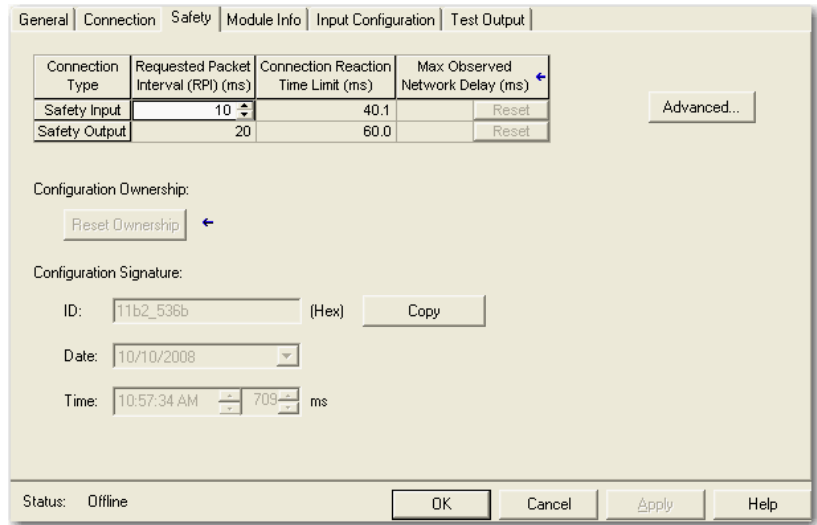 General Connection Safety Module Info Input Configuration Test Output
Connection Type Requested Packet Interval (RPI) (ms) Connection Reaction Time Limit (ms) Max Observed Network Delay (ms)
Safety Input 10 40.1 Reset
Safety Output 20 60.0 Reset
Advanced...
Configuration Ownership:
Reset Ownership
Configuration Signature:
ID: 11b2_536b (Hex) Copy
Date: 10/10/2008
Time: 10:57:34 AM 709 ms
Status: Offline OK Cancel Apply Help